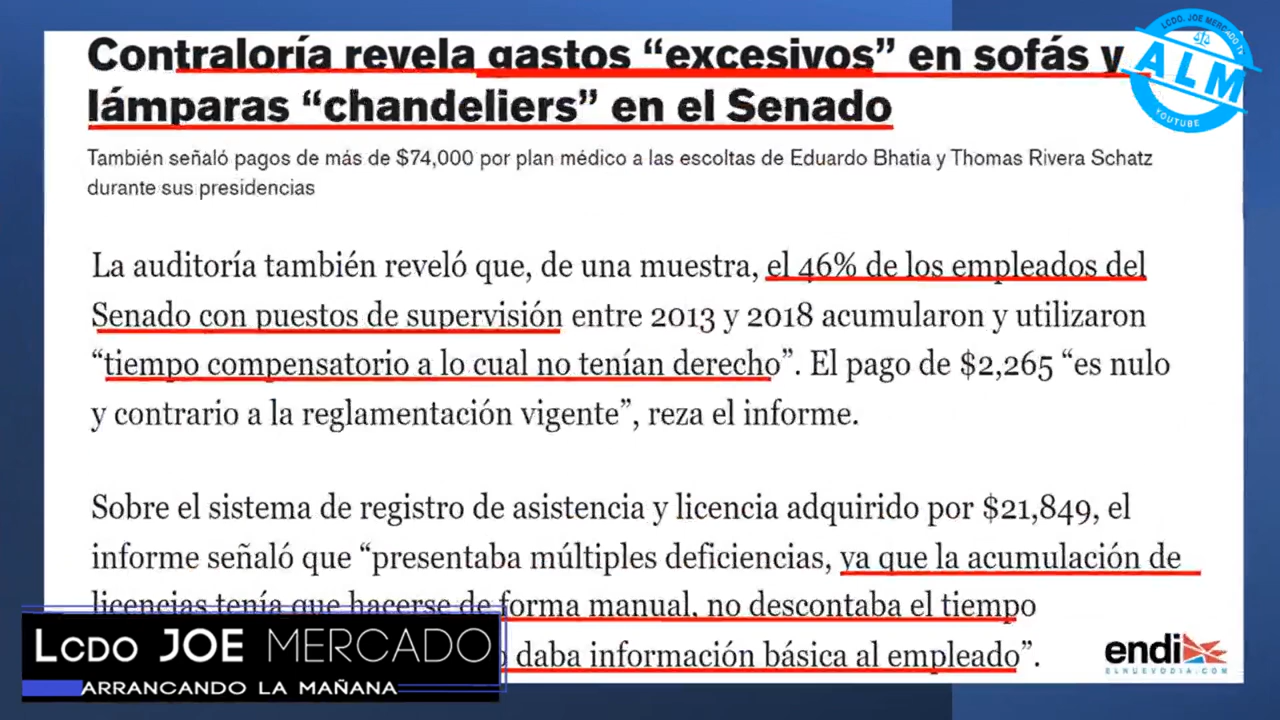 Contraloría revela gastos “excesivos” en sofás y
lámparas “chandeliers” en el Senado
También señaló pagos de más de $74,000 por plan médico a las escoltas de Eduardo Bhatia y Thomas Rivera Schatz
durante sus presidencias
La auditoría también reveló que, de una muestra, el 46% de los empleados del
Senado con puestos de supervisión entre 2013 y 2018 acumularon y utilizaron
“tiempo compensatorio a lo cual no tenían derecho”. El pago de $2,265 “es nulo
y contrario a la reglamentación vigente”, reza el informe.
Sobre el sistema de registro de asistencia y licencia adquirido por $21,849, el
informe señaló que “presentaba múltiples deficiencias, ya que la acumulación de
licencias tenía que hacerse de forma manual, no descontaba el tiempo
daba información básica al empleado”.
LCDO. JOE MERCADO TV
ALM
YOUTUBE
LCDO JOE MERCADO
ARRANCANDO LA MAÑANA
endi
ELNUEVODIA.COM